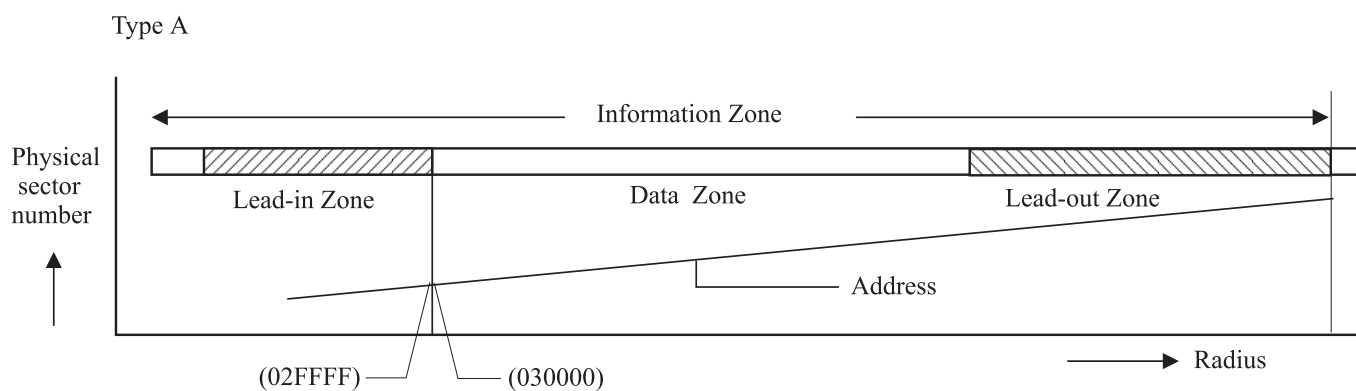 Type A
Information Zone
Physical
sector
number
Lead-in Zone
Data Zone
Lead-out Zone
Address
(02FFFF)
(030000)
Radius